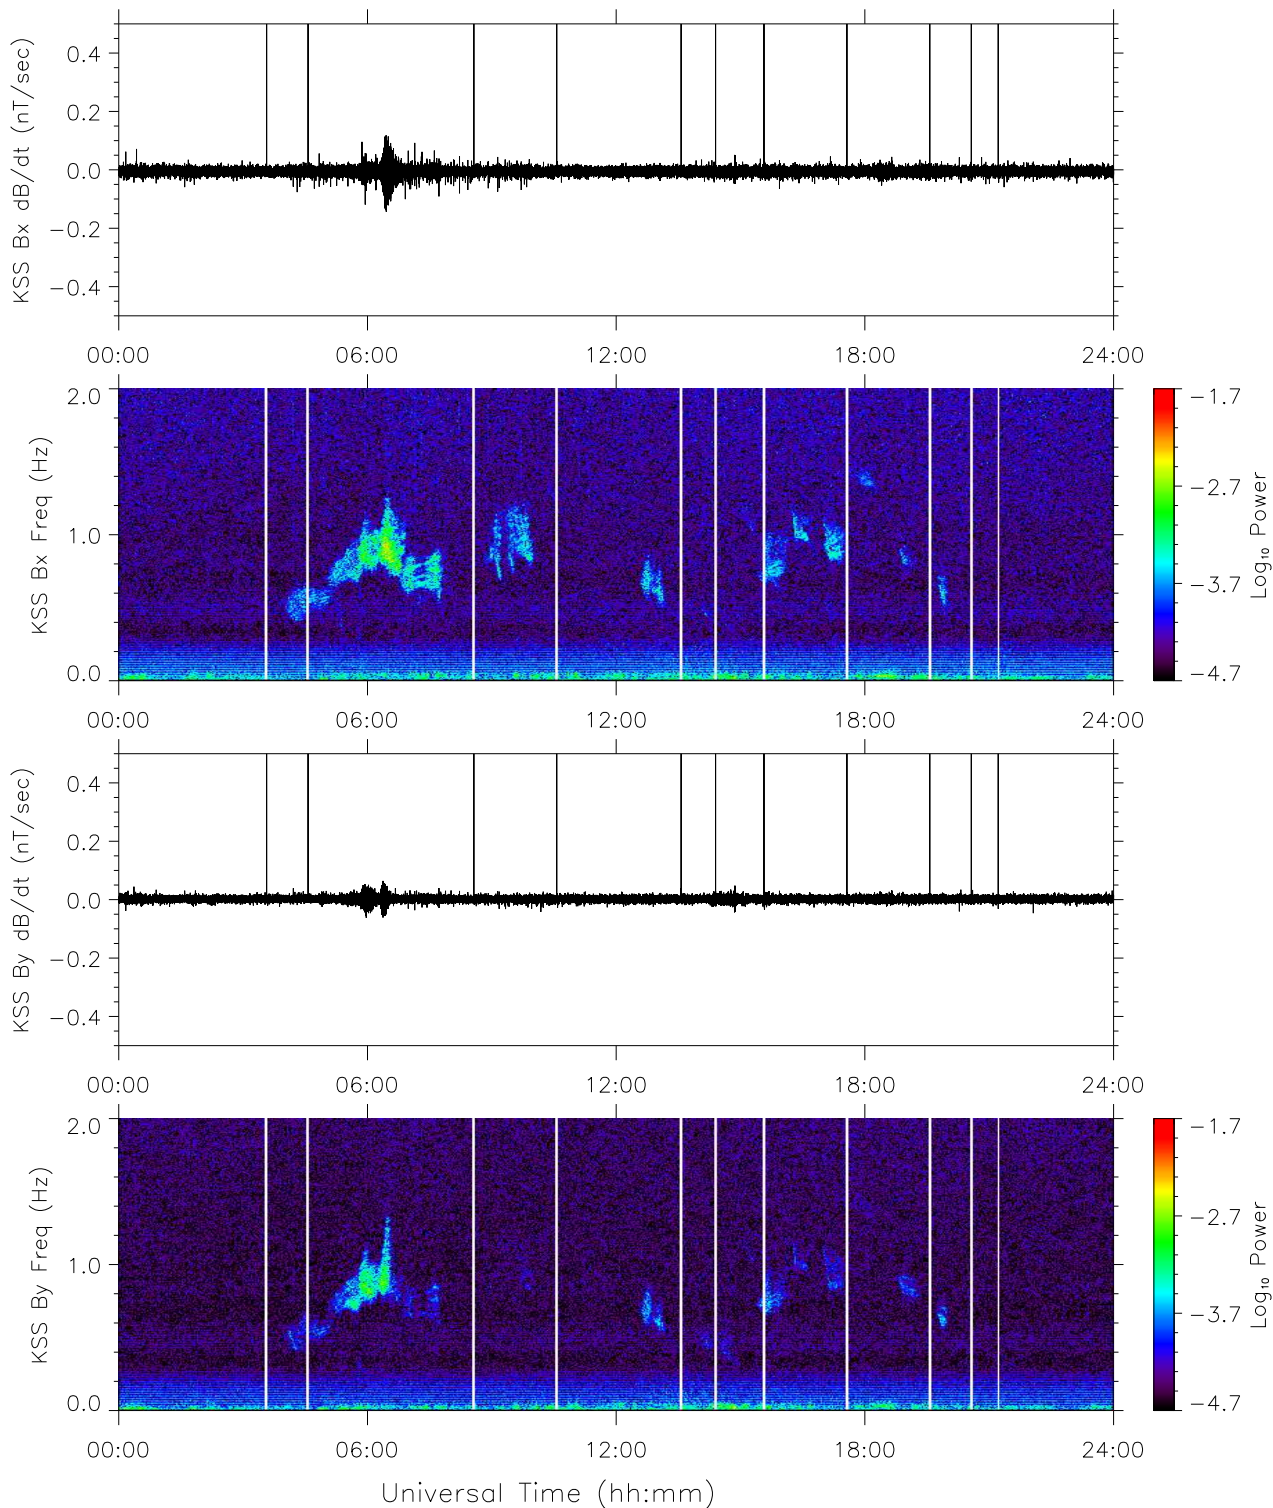 KSS Bx dB/dt (nT/sec)
0.4
0.2
0.0
−0.2
−0.4
00:00 06:00 12:00 18:00 24:00
KSS Bx Freq (Hz)
2.0
1.0
0.0
00:00 06:00 12:00 18:00 24:00
−1.7
−2.7
−3.7
−4.7
Log₁₀ Power
KSS By dB/dt (nT/sec)
0.4
0.2
0.0
−0.2
−0.4
00:00 06:00 12:00 18:00 24:00
KSS By Freq (Hz)
2.0
1.0
0.0
00:00 06:00 12:00 18:00 24:00
−1.7
−2.7
−3.7
−4.7
Log₁₀ Power
Universal Time (hh:mm)